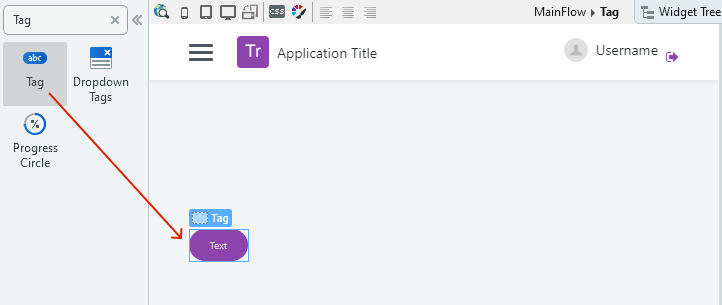 Tag
abc
Tag
Dropdown
Tags
Progress
Circle
CSS
MainFlow Tag
Widget Tree
Tr
Application Title
Username
Tag
Text